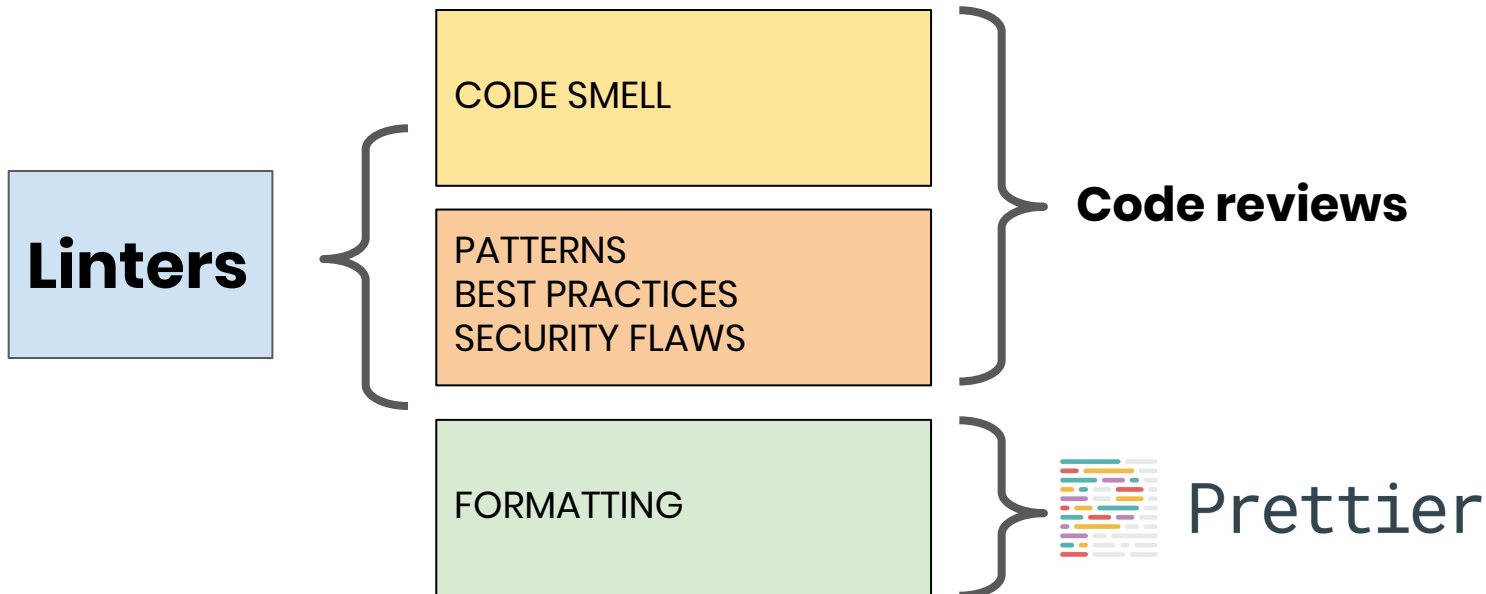 Linters
CODE SMELL
PATTERNS
BEST PRACTICES
SECURITY FLAWS
FORMATTING
Code reviews
Prettier